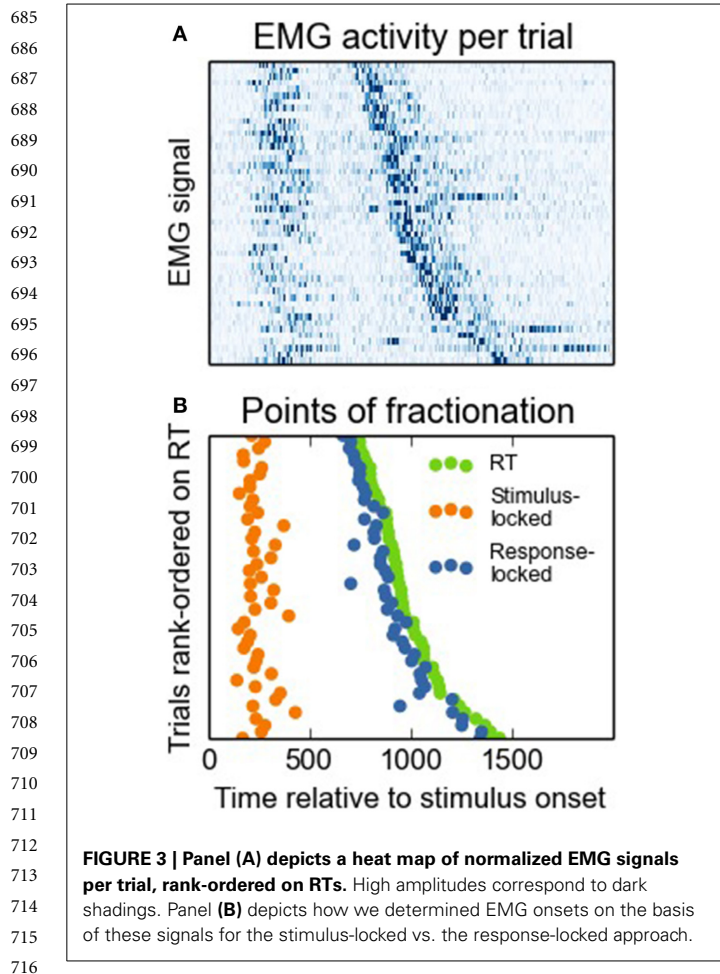 685
686
687
688
689
690
691
692
693
694
695
696
697
698
699
700
701
702
703
704
705
706
707
708
709
710
711
712
713
714
715
716
A
EMG activity per trial
EMG signal
B
Points of fractionation
Trials rank-ordered on RT
RT
Stimulus-
locked
Response-
locked
0 500 1000 1500
Time relative to stimulus onset
FIGURE 3 | Panel (A) depicts a heat map of normalized EMG signals
per trial, rank-ordered on RTs. High amplitudes correspond to dark
shadings. Panel (B) depicts how we determined EMG onsets on the basis
of these signals for the stimulus-locked vs. the response-locked approach.